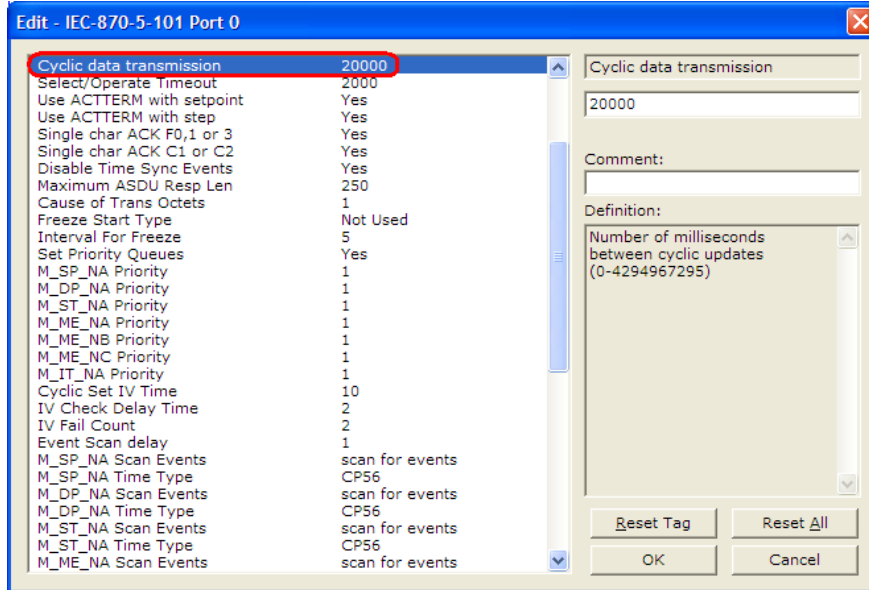 Edit - IEC-870-5-101 Port 0
Cyclic data transmission 20000
Select/Operate Timeout 2000
Use ACTTERM with setpoint Yes
Use ACTTERM with step Yes
Single char ACK F0,1 or 3 Yes
Single char ACK C1 or C2 Yes
Disable Time Sync Events Yes
Maximum ASDU Resp Len 250
Cause of Trans Octets 1
Freeze Start Type Not Used
Interval For Freeze 5
Set Priority Queues Yes
M_SP_NA Priority 1
M_DP_NA Priority 1
M_ST_NA Priority 1
M_ME_NA Priority 1
M_ME_NB Priority 1
M_ME_NC Priority 1
M_IT_NA Priority 1
Cyclic Set IV Time 10
IV Check Delay Time 2
IV Fail Count 2
Event Scan delay 1
M_SP_NA Scan Events scan for events
M_SP_NA Time Type CP56
M_DP_NA Scan Events scan for events
M_DP_NA Time Type CP56
M_ST_NA Scan Events scan for events
M_ST_NA Time Type CP56
M_ME_NA Scan Events scan for events
Cyclic data transmission
20000
Comment:
Definition:
Number of milliseconds
between cyclic updates
(0-4294967295)
Reset Tag
Reset All
OK
Cancel